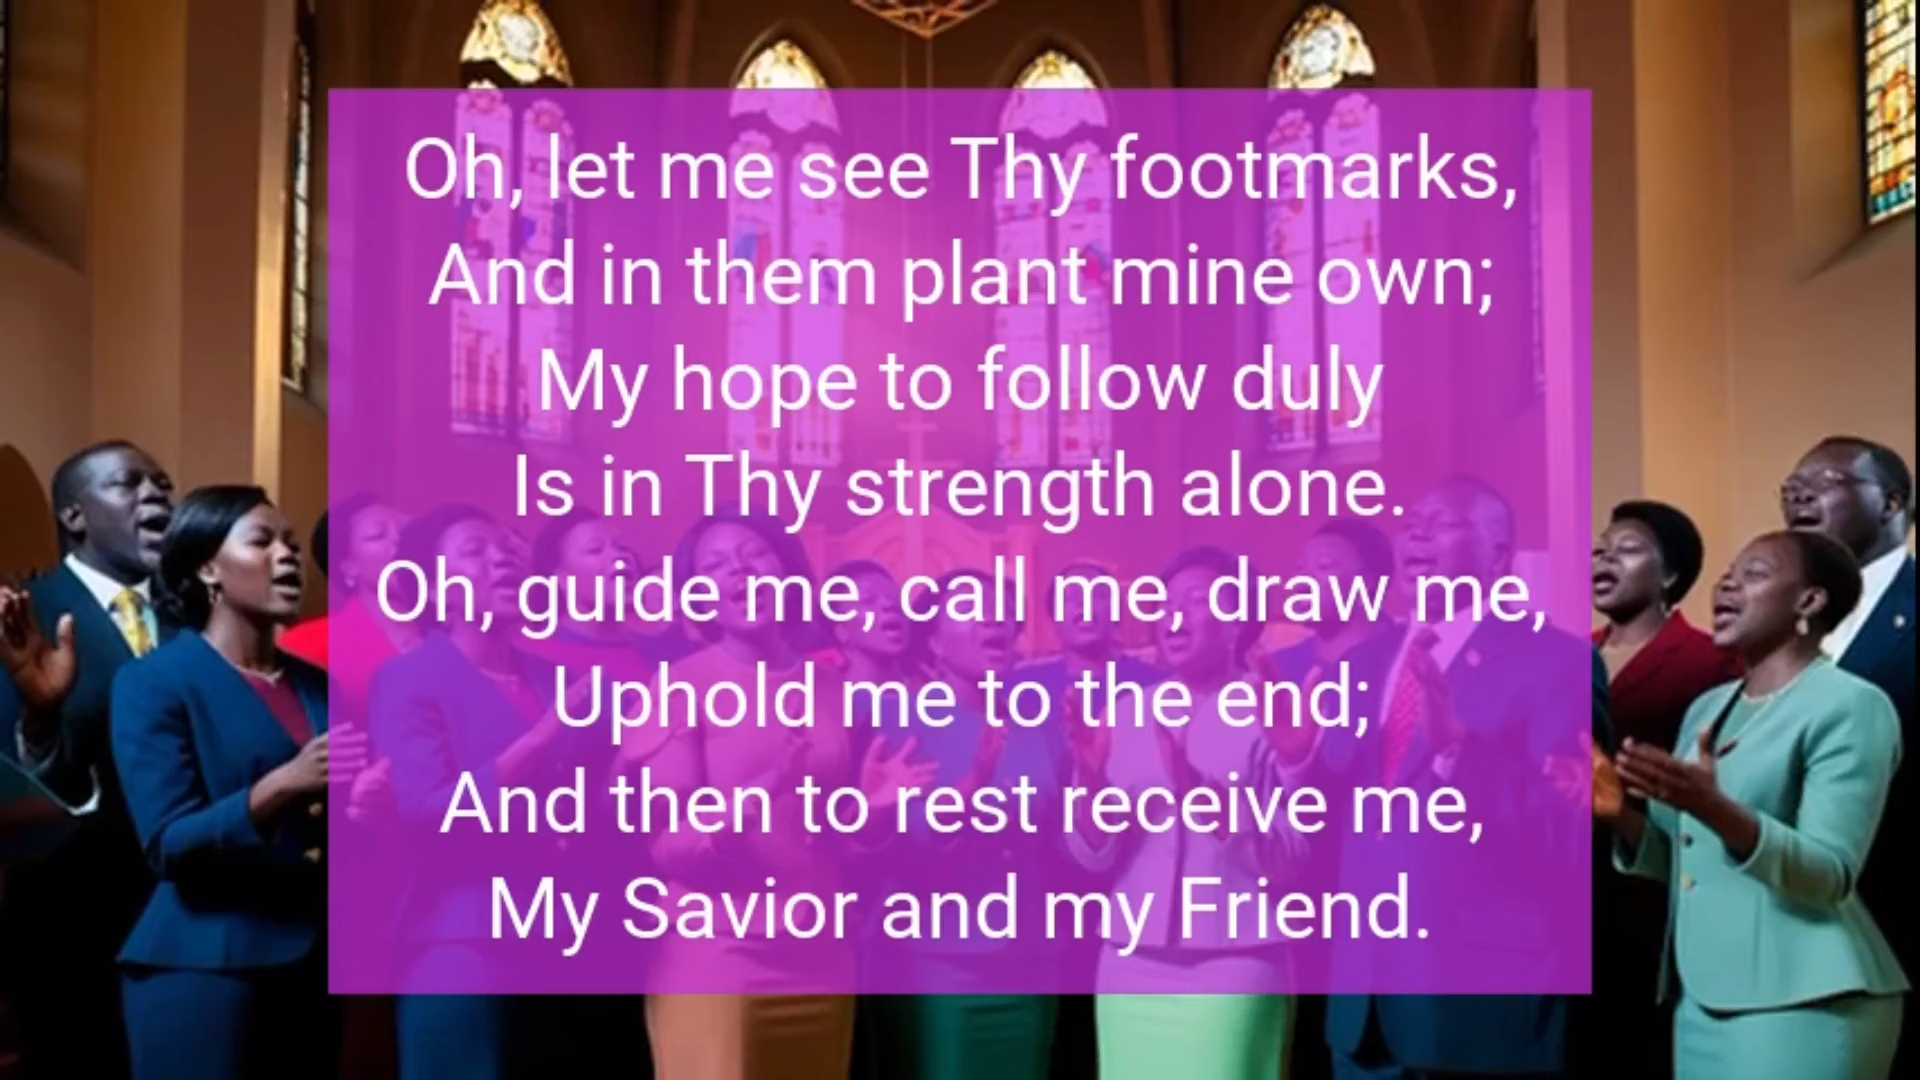 Oh, let me see Thy footmarks,
And in them plant mine own;
My hope to follow duly
Is in Thy strength alone.
Oh, guide me, call me, draw me,
Uphold me to the end;
And then to rest receive me,
My Savior and my Friend.